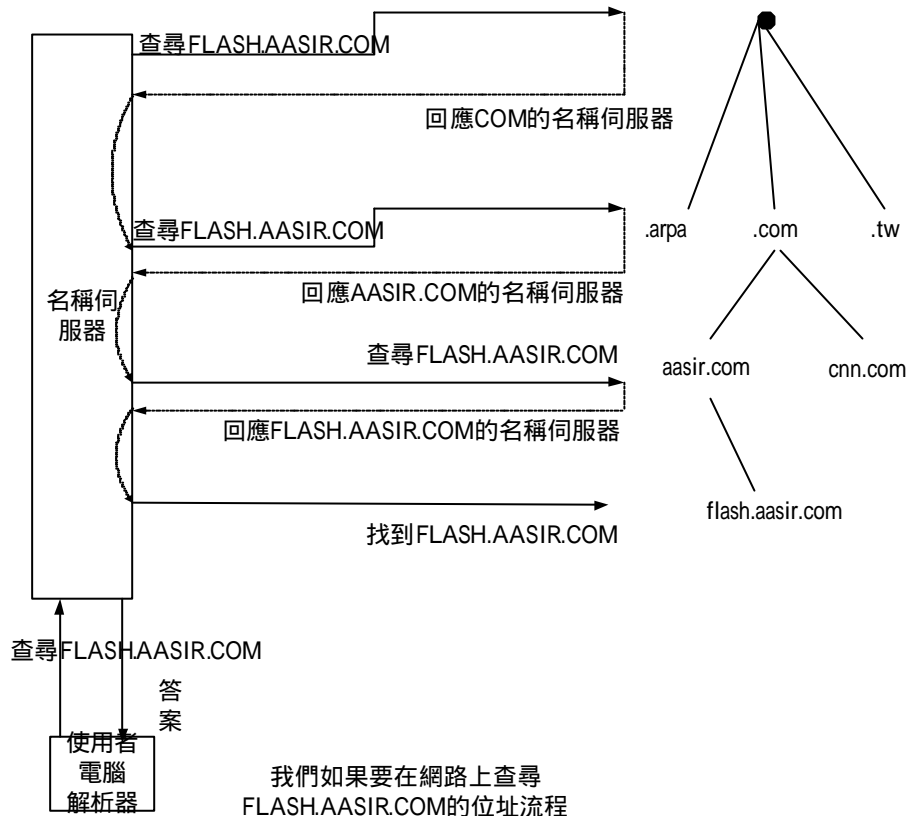 查尋FLASH.AASIR.COM
回應COM的名稱伺服器
查尋FLASH.AASIR.COM
.arpa
.com
.tw
回應AASIR.COM的名稱伺服器
名稱伺
服器
查尋FLASH.AASIR.COM
aasir.com
cnn.com
回應FLASH.AASIR.COM的名稱伺服器
flash.aasir.com
找到FLASH.AASIR.COM
查尋FLASH.AASIR.COM
答
案
使用者
電腦
解析器
我們如果要在網路上查尋
FLASH.AASIR.COM的位址流程